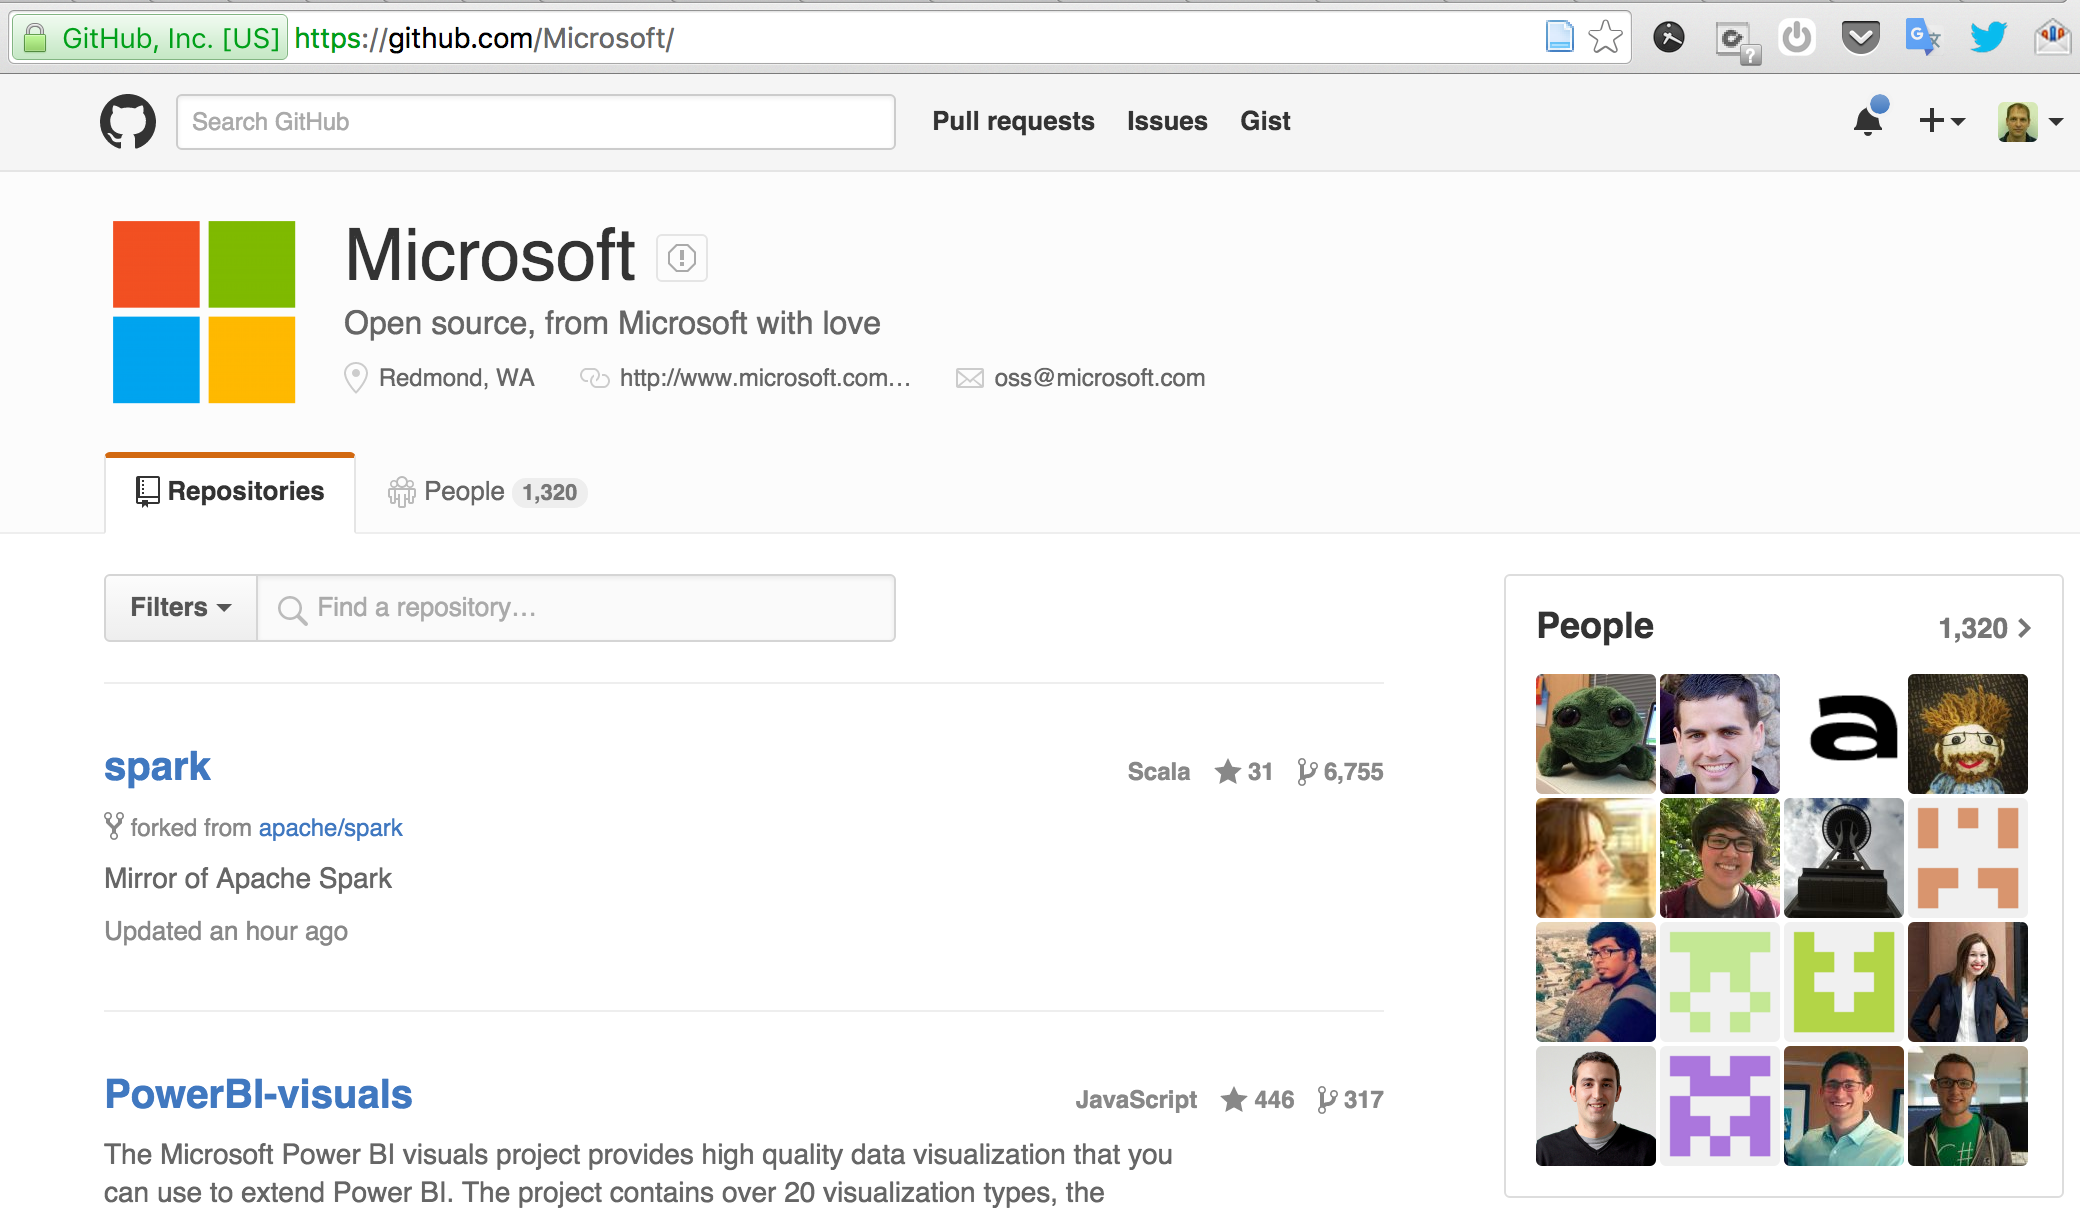 GitHub, Inc. [US] https://github.com/Microsoft/
Search GitHub
Pull requests Issues Gist
Microsoft
Open source, from Microsoft with love
Redmond, WA http://www.microsoft.com... oss@microsoft.com
Repositories People 1,320
Filters Find a repository...
People 1,320
spark Scala 31 6,755
forked from apache/spark
Mirror of Apache Spark
Updated an hour ago
a
PowerBI-visuals JavaScript 446 317
The Microsoft Power BI visuals project provides high quality data visualization that you
can use to extend Power BI. The project contains over 20 visualization types, the
C#